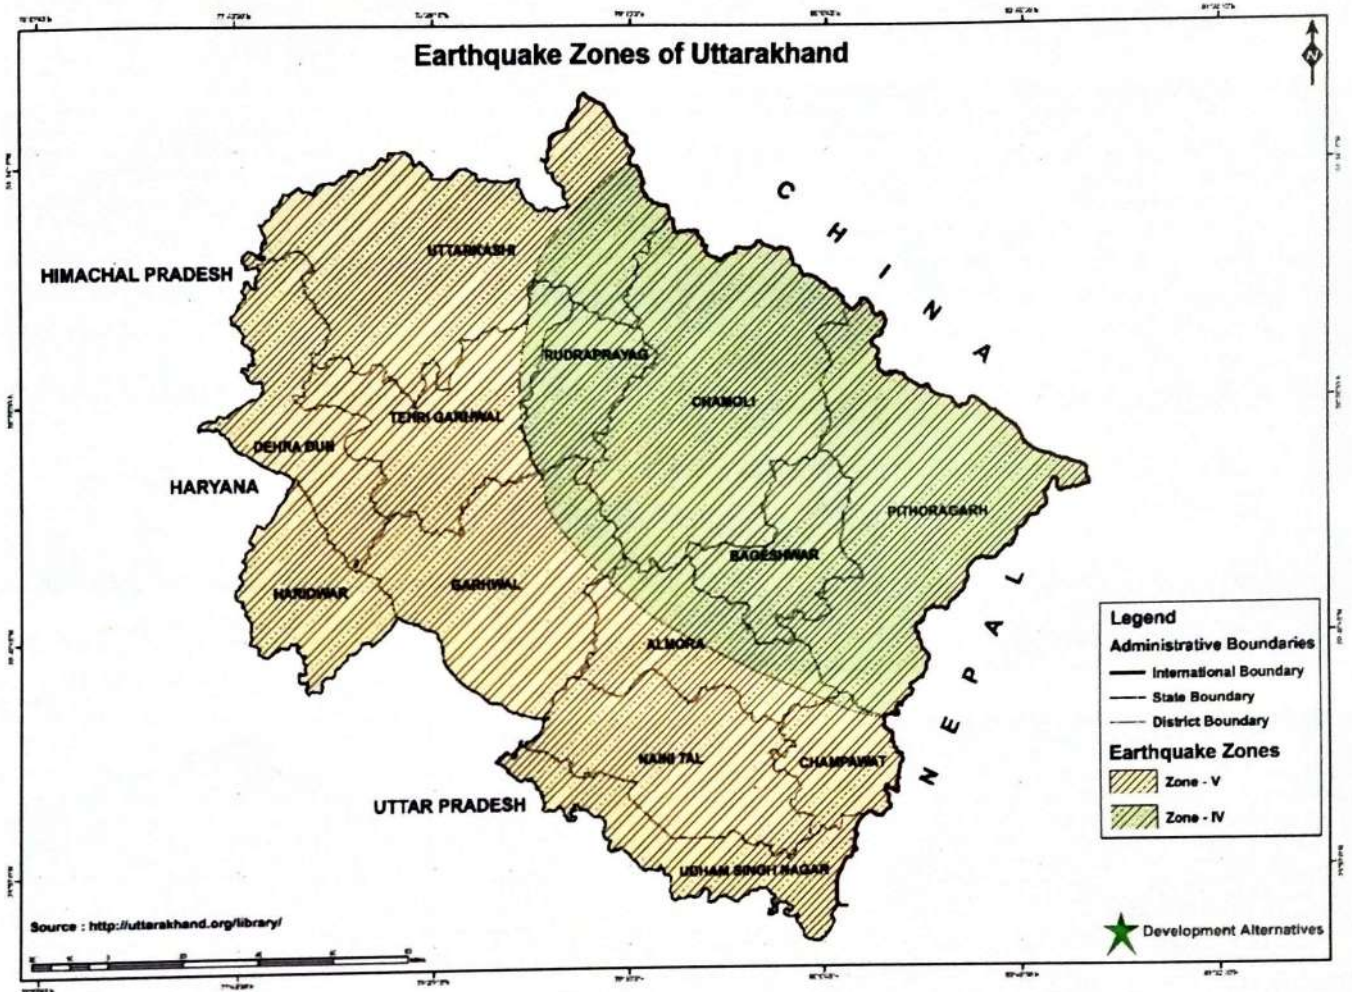 Earthquake Zones of Uttarakhand
N
CHINA
UTTARKASHI
HIMACHAL PRADESH
RUDRAPRAYAG
CHAMOLI
TEHRI GARHWAL
DEHRA DUN
HARYANA
PITHORAGARH
BAGESHWAR
GARHWAL
HARIDWAR
NEPAL
ALMORA
NAINI TAL
CHAMPAWAT
UTTAR PRADESH
UDHAM SINGH NAGAR
Legend
Administrative Boundaries
International Boundary
State Boundary
District Boundary
Earthquake Zones
Zone - V
Zone - IV
Source : http://uttarakhand.org/library/
Development Alternatives